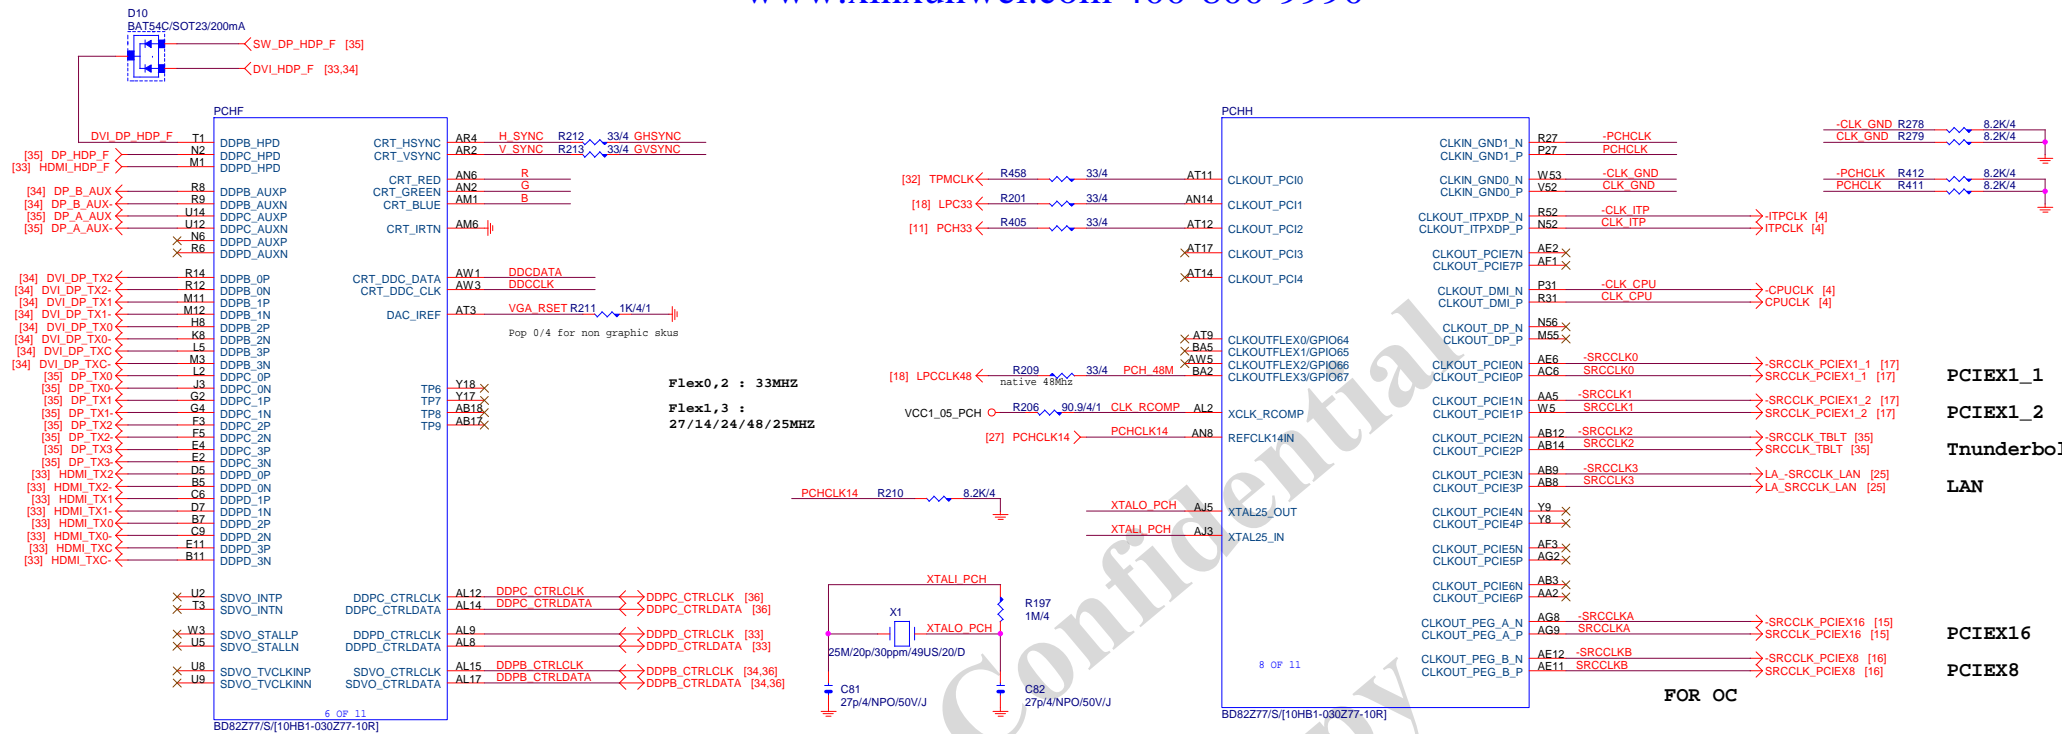 D10
BAT54C/SOT23/200mA
SW_DP_HDP_F [35]
DVI_HDP_F [33,34]
PCHF
DVI_DP_HDP_F T1 DDPB_HPD
[35] DP_HDP_F N2 DDPC_HPD
[33] HDMI_HDP_F M1 DDPD_HPD
[34] DP_B_AUX R8 DDPB_AUXP
[34] DP_B_AUX- R9 DDPB_AUXN
[35] DP_A_AUX U14 DDPC_AUXP
[35] DP_A_AUX- U12 DDPC_AUXN
N6 DDPD_AUXP
R6 DDPD_AUXN
[34] DVI_DP_TX2 R14 DDPB_0P
[34] DVI_DP_TX2- R12 DDPB_0N
[34] DVI_DP_TX1 M11 DDPB_1P
[34] DVI_DP_TX1- M12 DDPB_1N
[34] DVI_DP_TX0 H8 DDPB_2P
[34] DVI_DP_TX0- K8 DDPB_2N
[34] DVI_DP_TXC L5 DDPB_3P
[34] DVI_DP_TXC- M3 DDPB_3N
[35] DP_TX0 L2 DDPC_0P
[35] DP_TX0- J3 DDPC_0N
[35] DP_TX1 G2 DDPC_1P
[35] DP_TX1- G4 DDPC_1N
[35] DP_TX2 F3 DDPC_2P
[35] DP_TX2- F5 DDPC_2N
[35] DP_TX3 E4 DDPC_3P
[35] DP_TX3- E2 DDPC_3N
[33] HDMI_TX2 D5 DDPD_0P
[33] HDMI_TX2- B5 DDPD_0N
[33] HDMI_TX1 C6 DDPD_1P
[33] HDMI_TX1- D7 DDPD_1N
[33] HDMI_TX0 B7 DDPD_2P
[33] HDMI_TX0- C9 DDPD_2N
[33] HDMI_TXC E11 DDPD_3P
[33] HDMI_TXC- B11 DDPD_3N
U2 SDVO_INTP
T3 SDVO_INTN
W3 SDVO_STALLP
U5 SDVO_STALLN
U8 SDVO_TVCLKINP
U9 SDVO_TVCLKINN
CRT_HSYNC AR4 H_SYNC R212 33/4 GHSYNC
CRT_VSYNC AR2 V_SYNC R213 33/4 GVSYNC
CRT_RED AN6 R
CRT_GREEN AN2 G
CRT_BLUE AM1 B
CRT_IRTN AM6
CRT_DDC_DATA AW1 DDCDATA
CRT_DDC_CLK AW3 DDCCLK
DAC_IREF AT3 VGA_RSET R211 1K/4/1
Pop 0/4 for non graphic skus
TP6 Y18
TP7 Y17
TP8 AB18
TP9 AB17
DDPC_CTRLCLK AL12 DDPC_CTRLCLK DDPC_CTRLCLK [36]
DDPC_CTRLDATA AL14 DDPC_CTRLDATA DDPC_CTRLDATA [36]
DDPD_CTRLCLK AL9 DDPD_CTRLCLK [33]
DDPD_CTRLDATA AL8 DDPD_CTRLDATA [33]
SDVO_CTRLCLK AL15 DDPB_CTRLCLK DDPB_CTRLCLK [34,36]
SDVO_CTRLDATA AL17 DDPB_CTRLDATA DDPB_CTRLDATA [34,36]
6 OF 11
BD82Z77/S/[10HB1-030Z77-10R]
Flex0,2 : 33MHZ
Flex1,3 :
27/14/24/48/25MHZ
PCHH
[32] TPMCLK R458 33/4 AT11 CLKOUT_PCI0
[18] LPC33 R201 33/4 AN14 CLKOUT_PCI1
[11] PCH33 R405 33/4 AT12 CLKOUT_PCI2
AT17 CLKOUT_PCI3
AT14 CLKOUT_PCI4
AT9 CLKOUTFLEX0/GPIO64
BA5 CLKOUTFLEX1/GPIO65
AW5 CLKOUTFLEX2/GPIO66
[18] LPCCLK48 R209 33/4 PCH_48M BA2 CLKOUTFLEX3/GPIO67
native 48Mhz
VCC1_05_PCH R206 90.9/4/1 CLK_RCOMP AL2 XCLK_RCOMP
[27] PCHCLK14 PCHCLK14 AN8 REFCLK14IN
PCHCLK14 R210 8.2K/4
XTALO_PCH AJ5 XTAL25_OUT
XTALI_PCH AJ3 XTAL25_IN
XTALI_PCH
R197
1M/4
X1
XTALO_PCH
25M/20p/30ppm/49US/20/D
C81
27p/4/NPO/50V/J
C82
27p/4/NPO/50V/J
CLKIN_GND1_N R27 -PCHCLK
CLKIN_GND1_P P27 PCHCLK
CLKIN_GND0_N W53 -CLK_GND
CLKIN_GND0_P V52 CLK_GND
CLKOUT_ITPXDP_N R52 -CLK_ITP -ITPCLK [4]
CLKOUT_ITPXDP_P N52 CLK_ITP ITPCLK [4]
CLKOUT_PCIE7N AE2
CLKOUT_PCIE7P AF1
CLKOUT_DMI_N P31 -CLK_CPU -CPUCLK [4]
CLKOUT_DMI_P R31 CLK_CPU CPUCLK [4]
CLKOUT_DP_N N56
CLKOUT_DP_P M55
CLKOUT_PCIE0N AE6 -SRCCLK0 -SRCCLK_PCIEX1_1 [17]
CLKOUT_PCIE0P AC6 SRCCLK0 SRCCLK_PCIEX1_1 [17]
PCIEX1_1
CLKOUT_PCIE1N AA5 -SRCCLK1 -SRCCLK_PCIEX1_2 [17]
CLKOUT_PCIE1P W5 SRCCLK1 SRCCLK_PCIEX1_2 [17]
PCIEX1_2
CLKOUT_PCIE2N AB12 -SRCCLK2 -SRCCLK_TBLT [35]
CLKOUT_PCIE2P AB14 SRCCLK2 SRCCLK_TBLT [35]
Tnunderbol
CLKOUT_PCIE3N AB9 -SRCCLK3 LA_-SRCCLK_LAN [25]
CLKOUT_PCIE3P AB8 SRCCLK3 LA_SRCCLK_LAN [25]
LAN
CLKOUT_PCIE4N Y9
CLKOUT_PCIE4P Y8
CLKOUT_PCIE5N AF3
CLKOUT_PCIE5P AG2
CLKOUT_PCIE6N AB3
CLKOUT_PCIE6P AA2
CLKOUT_PEG_A_N AG8 -SRCCLKA -SRCCLK_PCIEX16 [15]
CLKOUT_PEG_A_P AG9 SRCCLKA SRCCLK_PCIEX16 [15]
PCIEX16
CLKOUT_PEG_B_N AE12 -SRCCLKB -SRCCLK_PCIEX8 [16]
CLKOUT_PEG_B_P AE11 SRCCLKB SRCCLK_PCIEX8 [16]
PCIEX8
8 OF 11
FOR OC
BD82Z77/S/[10HB1-030Z77-10R]
-CLK_GND R278 8.2K/4
CLK_GND R279 8.2K/4
-PCHCLK R412 8.2K/4
PCHCLK R411 8.2K/4
Confidential